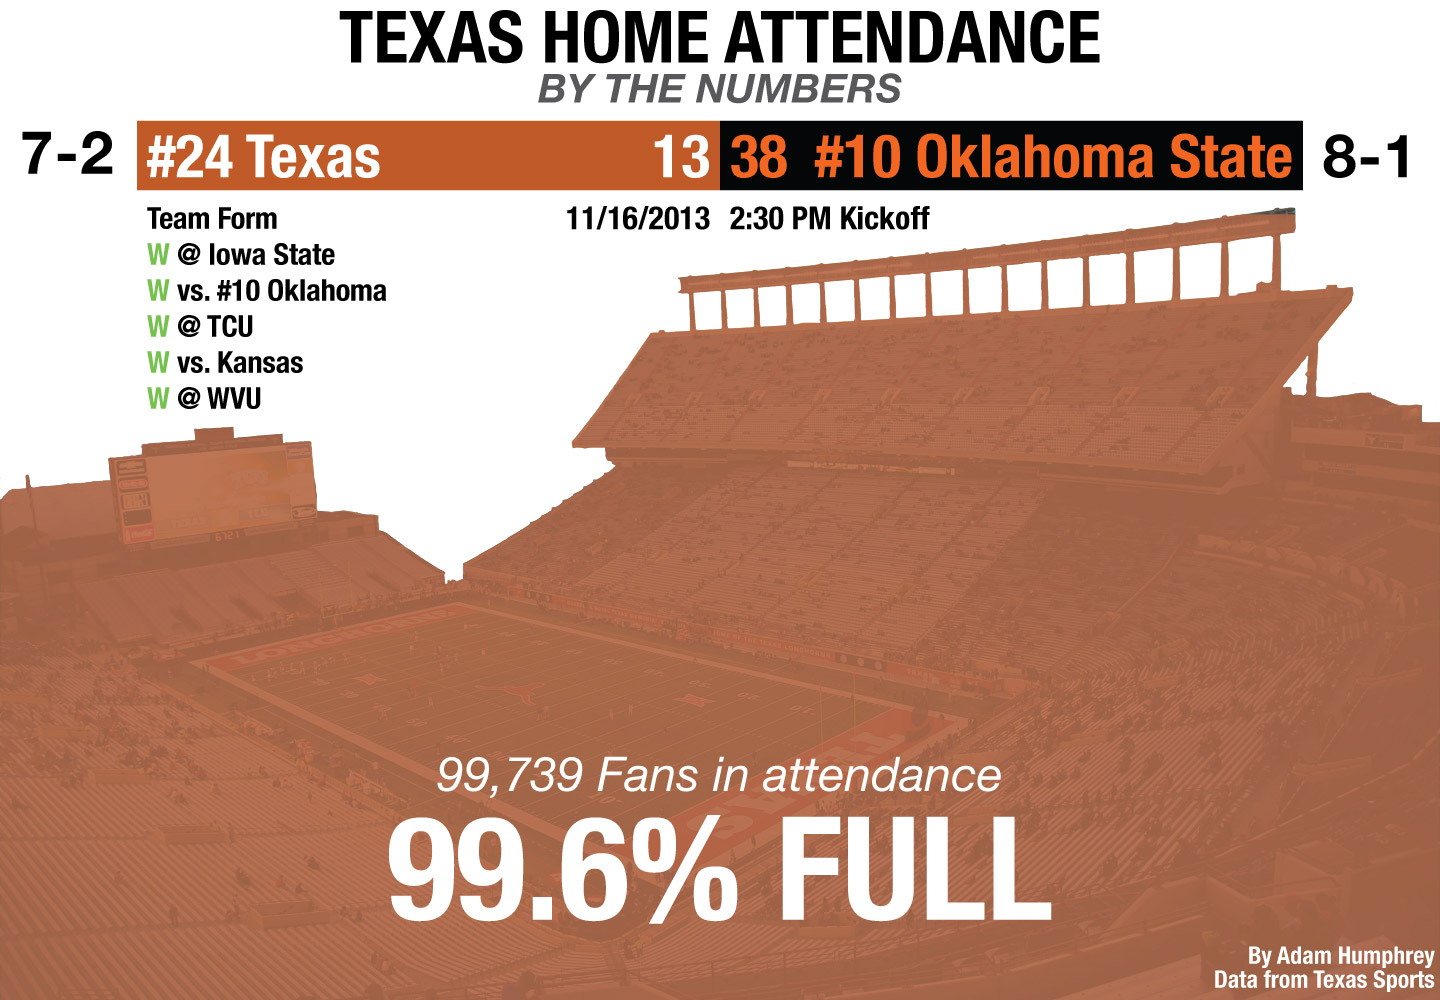 TEXAS HOME ATTENDANCE
BY THE NUMBERS
7-2 #24 Texas 13 38 #10 Oklahoma State 8-1
Team Form 11/16/2013 2:30 PM Kickoff
W @ Iowa State
W vs. #10 Oklahoma
W @ TCU
W vs. Kansas
W @ WVU
LONGHORNS
TEXAS
99,739 Fans in attendance
99.6% FULL
By Adam Humphrey
Data from Texas Sports